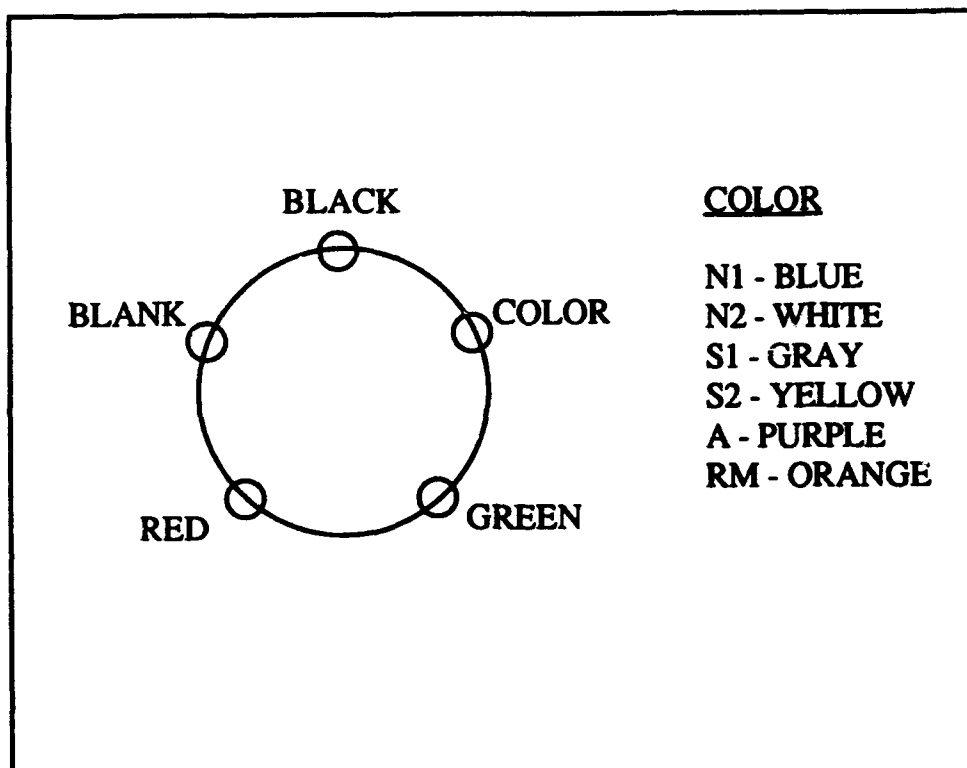 BLACK
BLANK
COLOR
RED
GREEN
COLOR
N1 - BLUE
N2 - WHITE
S1 - GRAY
S2 - YELLOW
A - PURPLE
RM - ORANGE